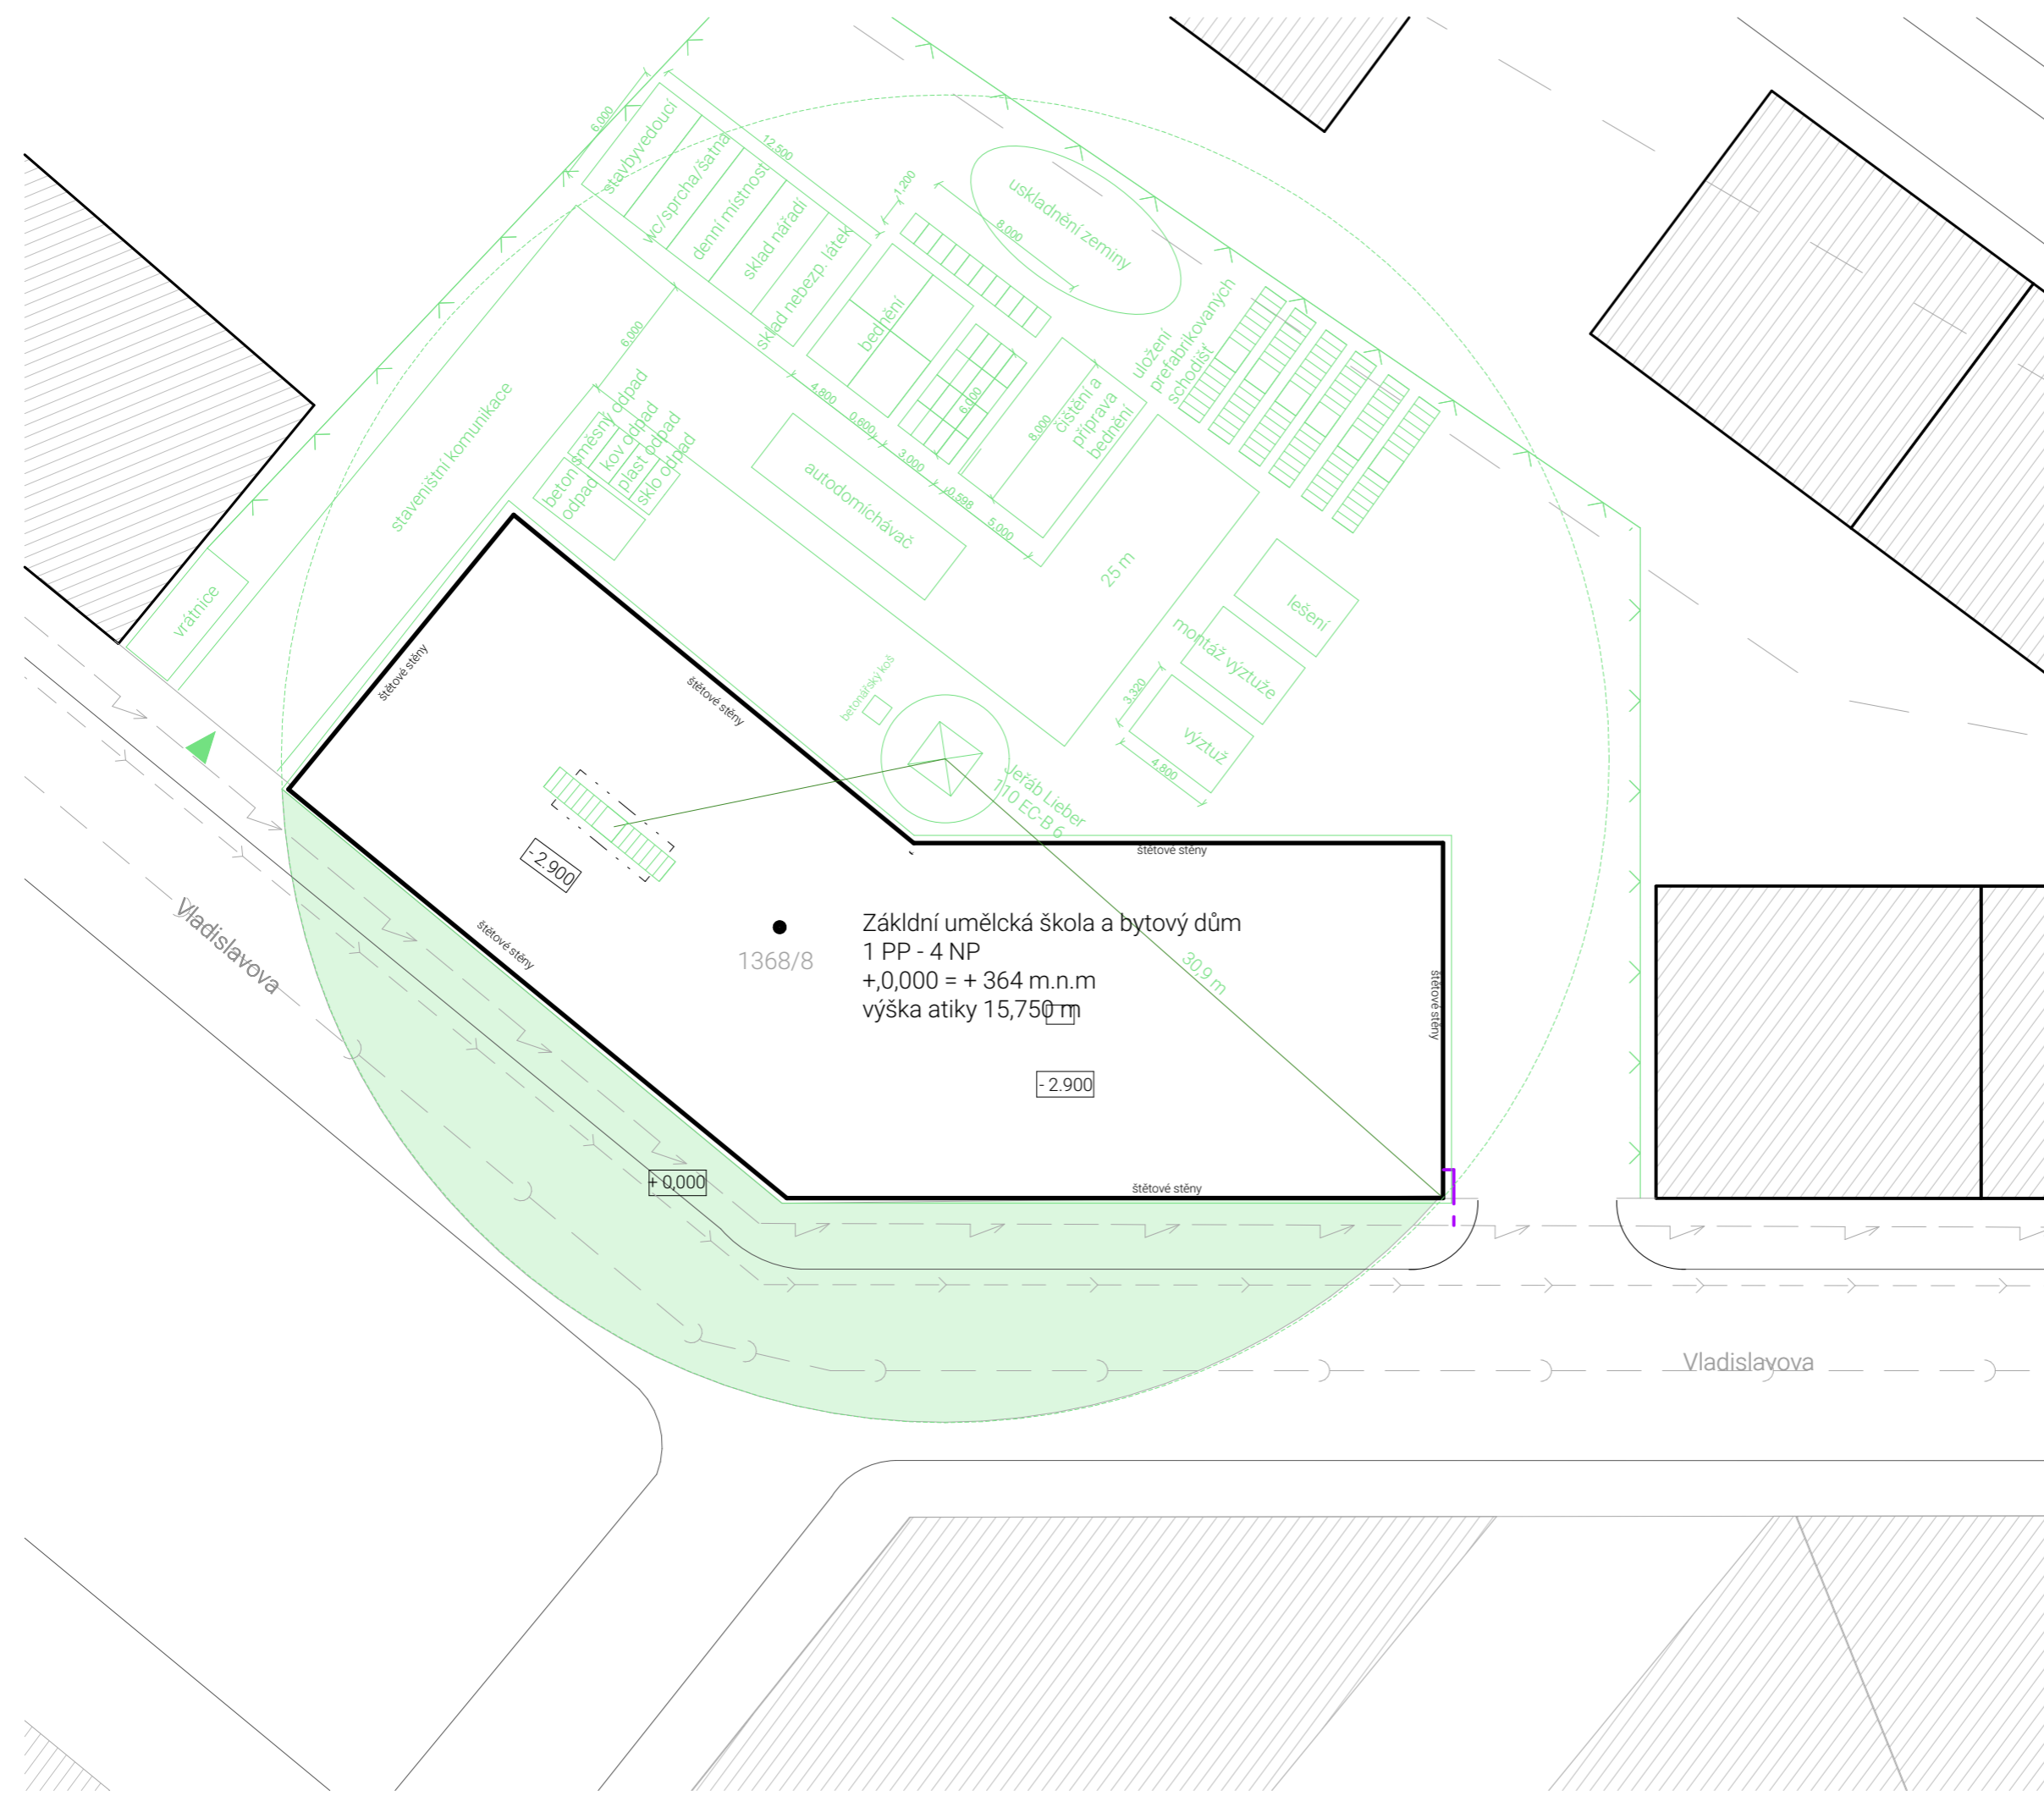 6,000
stavbyvedoucí
wc/sprcha/šatna
denní místnost
sklad nářadí
sklad nebezp. látek
12,500
1,200
8,000
uskladnění zeminy
bednění
6,000
4,800
0,600
3,000
0,598
5,000
6,000
8,000
čištění a
příprava
bednění
uložení
prefabrikovaných
schodišť
staveništní komunikace
směsný odpad
kov odpad
plast odpad
sklo odpad
beton
odpad
autodomíchávač
25 m
lešení
montáž výztuže
výztuž
3,320
4,800
vrátnice
betonářský koš
Jeřáb Lieber
110 EC-B 6
štětové stěny
štětové stěny
štětové stěny
štětové stěny
štětové stěny
štětové stěny
- 2.900
1368/8
Zákldní umělcká škola a bytový dům
1 PP - 4 NP
+,0,000 = + 364 m.n.m
výška atiky 15,750 m
30,9 m
- 2.900
+ 0,000
Vladislavova
Vladislavova